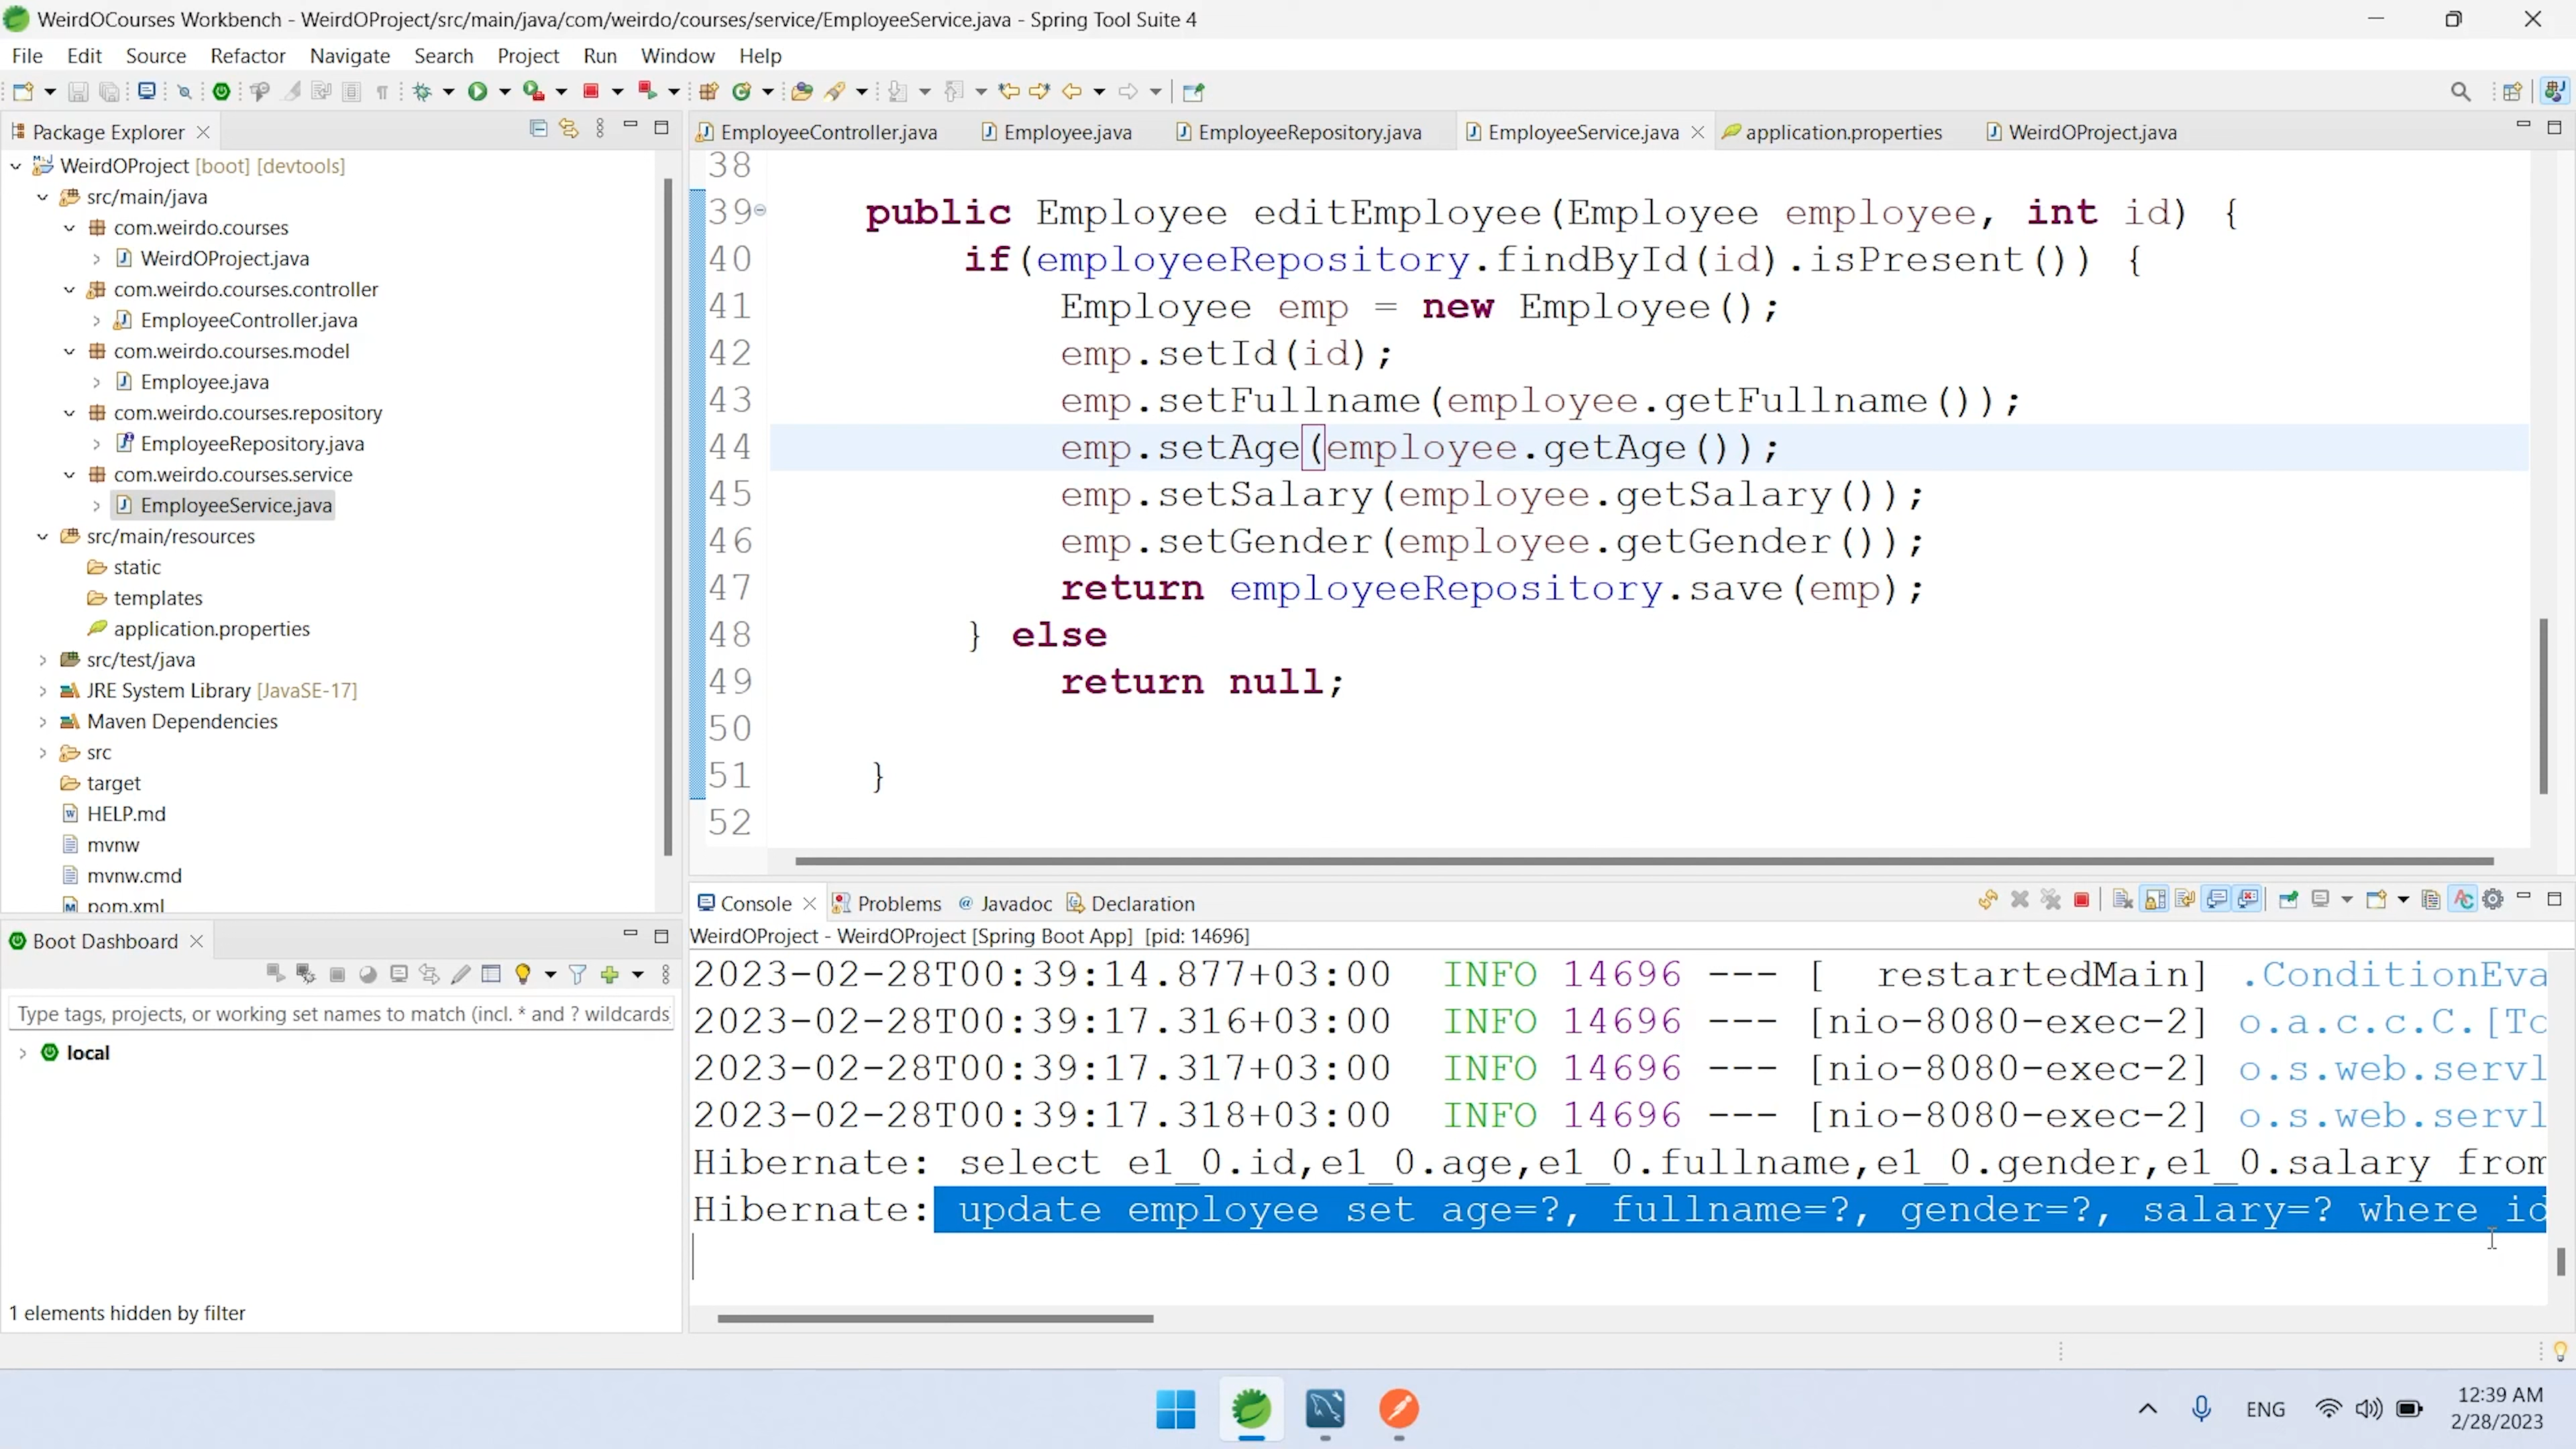 WeirdOCourses Workbench - WeirdOProject/src/main/java/com/weirdo/courses/service/EmployeeService.java - Spring Tool Suite 4
File Edit Source Refactor Navigate Search Project Run Window Help
Package Explorer
WeirdOProject [boot] [devtools]
src/main/java
com.weirdo.courses
WeirdOProject.java
com.weirdo.courses.controller
EmployeeController.java
com.weirdo.courses.model
Employee.java
com.weirdo.courses.repository
EmployeeRepository.java
com.weirdo.courses.service
EmployeeService.java
src/main/resources
static
templates
application.properties
src/test/java
JRE System Library [JavaSE-17]
Maven Dependencies
src
target
HELP.md
mvnw
mvnw.cmd
pom.xml
EmployeeController.java Employee.java EmployeeRepository.java EmployeeService.java application.properties WeirdOProject.java
38
39 public Employee editEmployee(Employee employee, int id) {
40 if(employeeRepository.findById(id).isPresent()) {
41 Employee emp = new Employee();
42 emp.setId(id);
43 emp.setFullname(employee.getFullname());
44 emp.setAge(employee.getAge());
45 emp.setSalary(employee.getSalary());
46 emp.setGender(employee.getGender());
47 return employeeRepository.save(emp);
48 } else
49 return null;
50
51 }
52
Boot Dashboard
Type tags, projects, or working set names to match (incl. * and ? wildcards)
local
1 elements hidden by filter
Console Problems @ Javadoc Declaration
WeirdOProject - WeirdOProject [Spring Boot App] [pid: 14696]
2023-02-28T00:39:14.877+03:00 INFO 14696 --- [ restartedMain] .ConditionEva
2023-02-28T00:39:17.316+03:00 INFO 14696 --- [nio-8080-exec-2] o.a.c.c.C.[To
2023-02-28T00:39:17.317+03:00 INFO 14696 --- [nio-8080-exec-2] o.s.web.servl
2023-02-28T00:39:17.318+03:00 INFO 14696 --- [nio-8080-exec-2] o.s.web.servl
Hibernate: select e1_0.id,e1_0.age,e1_0.fullname,e1_0.gender,e1_0.salary from
Hibernate: update employee set age=?, fullname=?, gender=?, salary=? where id
ENG
12:39 AM
2/28/2023